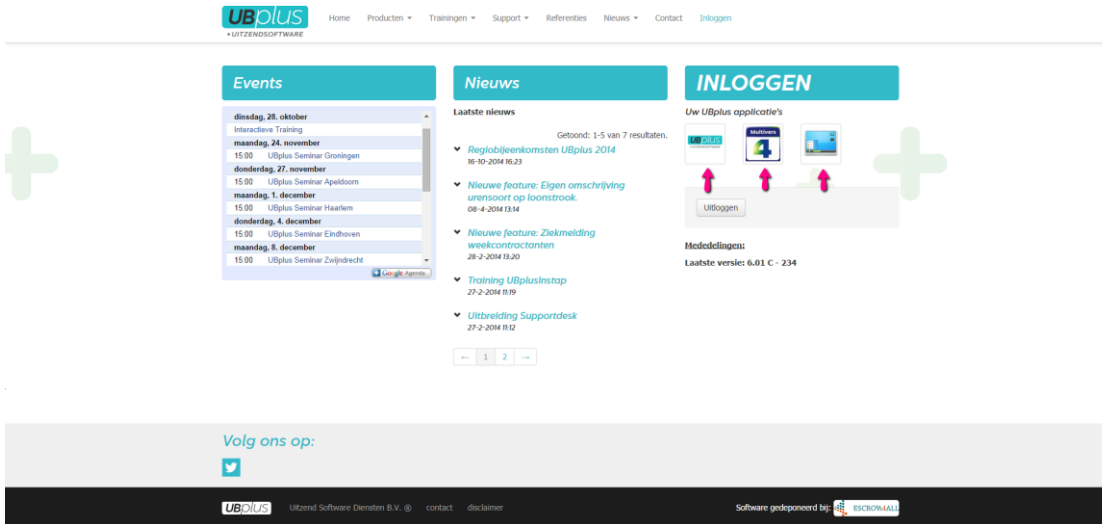 UBplus
+UITZENDSOFTWARE
Home Producten Trainingen Support Referenties Nieuws Contact Inloggen
Events
dinsdag, 28. oktober
Interactieve Training
maandag, 24. november
15:00 UBplus Seminar Groningen
donderdag, 27. november
15:00 UBplus Seminar Apeldoorn
maandag, 1. december
15:00 UBplus Seminar Haarlem
donderdag, 4. december
15:00 UBplus Seminar Eindhoven
maandag, 8. december
15:00 UBplus Seminar Zwijndrecht
Google Agenda
Nieuws
Laatste nieuws
Getoond: 1-5 van 7 resultaten.
Regiobijeenkomsten UBplus 2014
16-10-2014 16:23
Nieuwe feature: Eigen omschrijving
urensoort op loonstrook.
08-4-2014 13:14
Nieuwe feature: Ziekmelding
weekcontractanten
28-2-2014 13:20
Training UBplusInstap
27-2-2014 11:19
Uitbreiding Supportdesk
27-2-2014 11:12
← 1 2 →
INLOGGEN
Uw UBplus applicatie's
UBplus
Multivers
4
Uitloggen
Mededelingen:
Laatste versie: 6.01 C - 234
Volg ons op:
UBplus Uitzend Software Diensten B.V. ® contact disclaimer
Software gedeponeerd bij: ESCROW4ALL